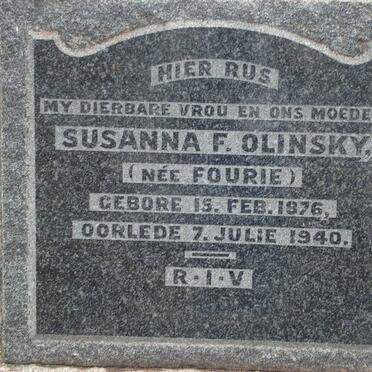 HIER RUS
MY DIERBARE VROU EN ONS MOEDE
SUSANNA F. OLINSKY,
(NÉE FOURIE)
GEBORE 15. FEB. 1876,
OORLEDE 7. JULIE 1940.
R·I·V